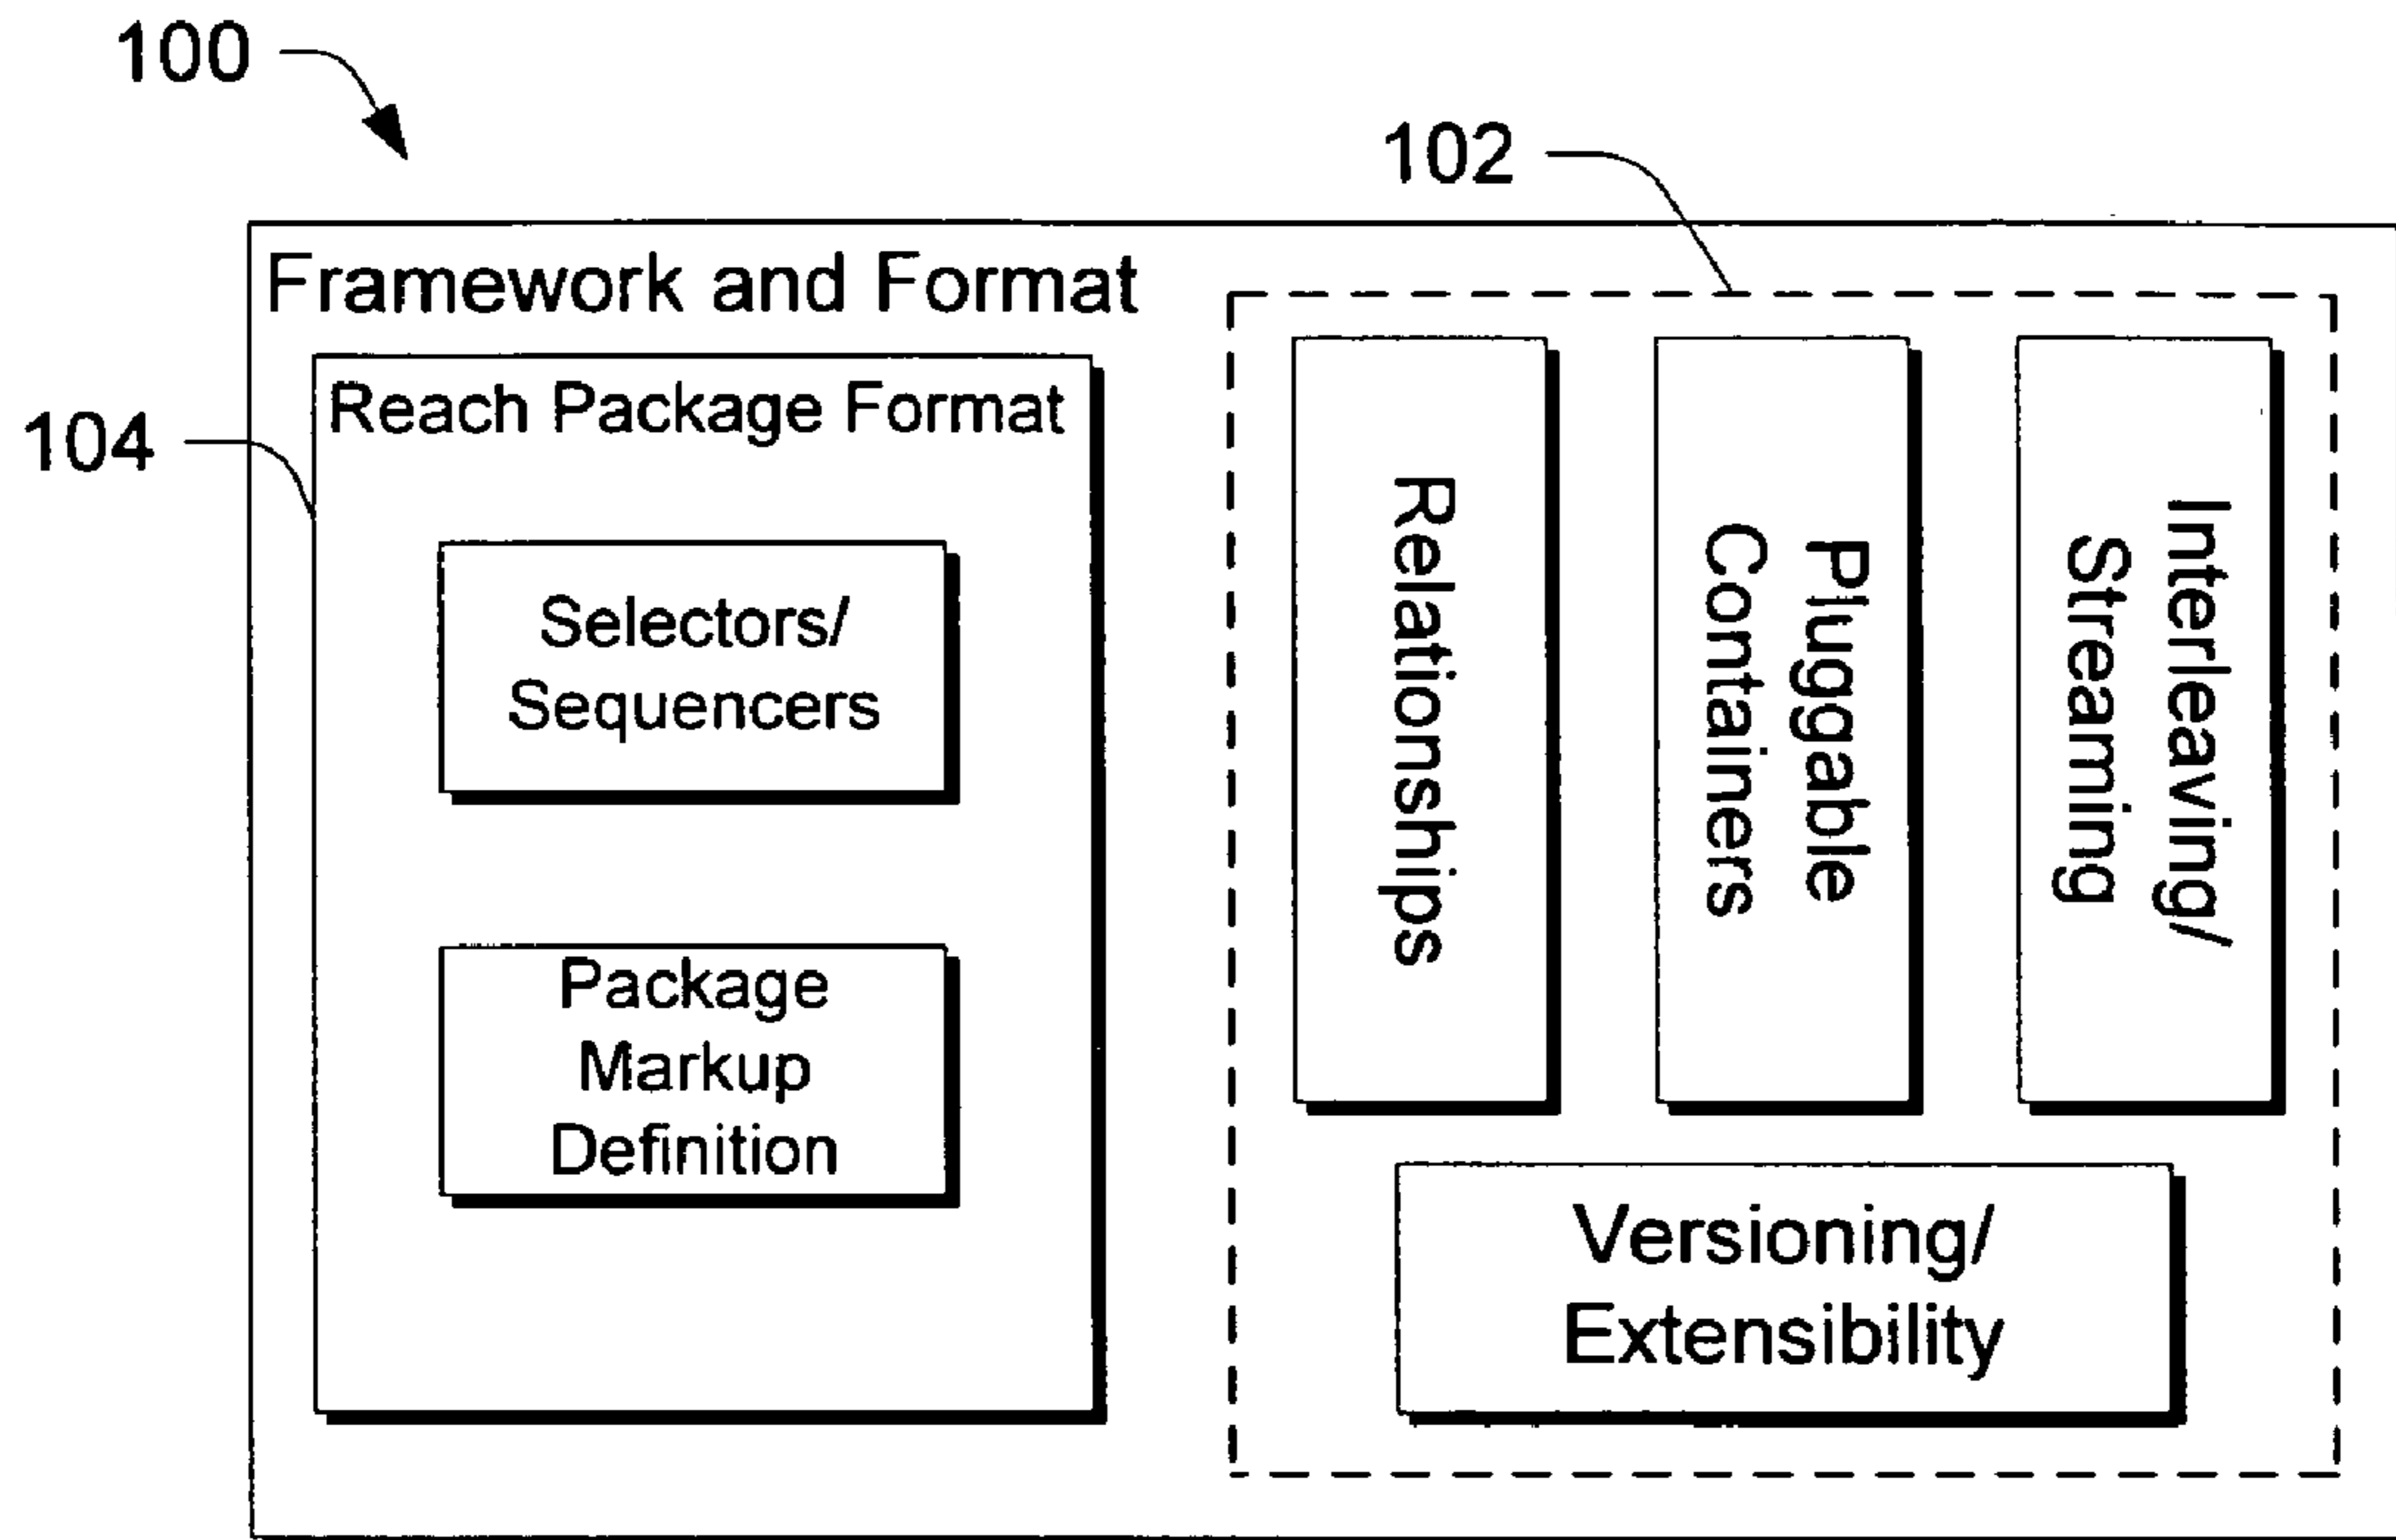 100
102
Framework and Format
104
Reach Package Format
Selectors/
Sequencers
Package
Markup
Definition
Relationships
Pluggable
Containers
Interleaving/
Streaming
Versioning/
Extensibility